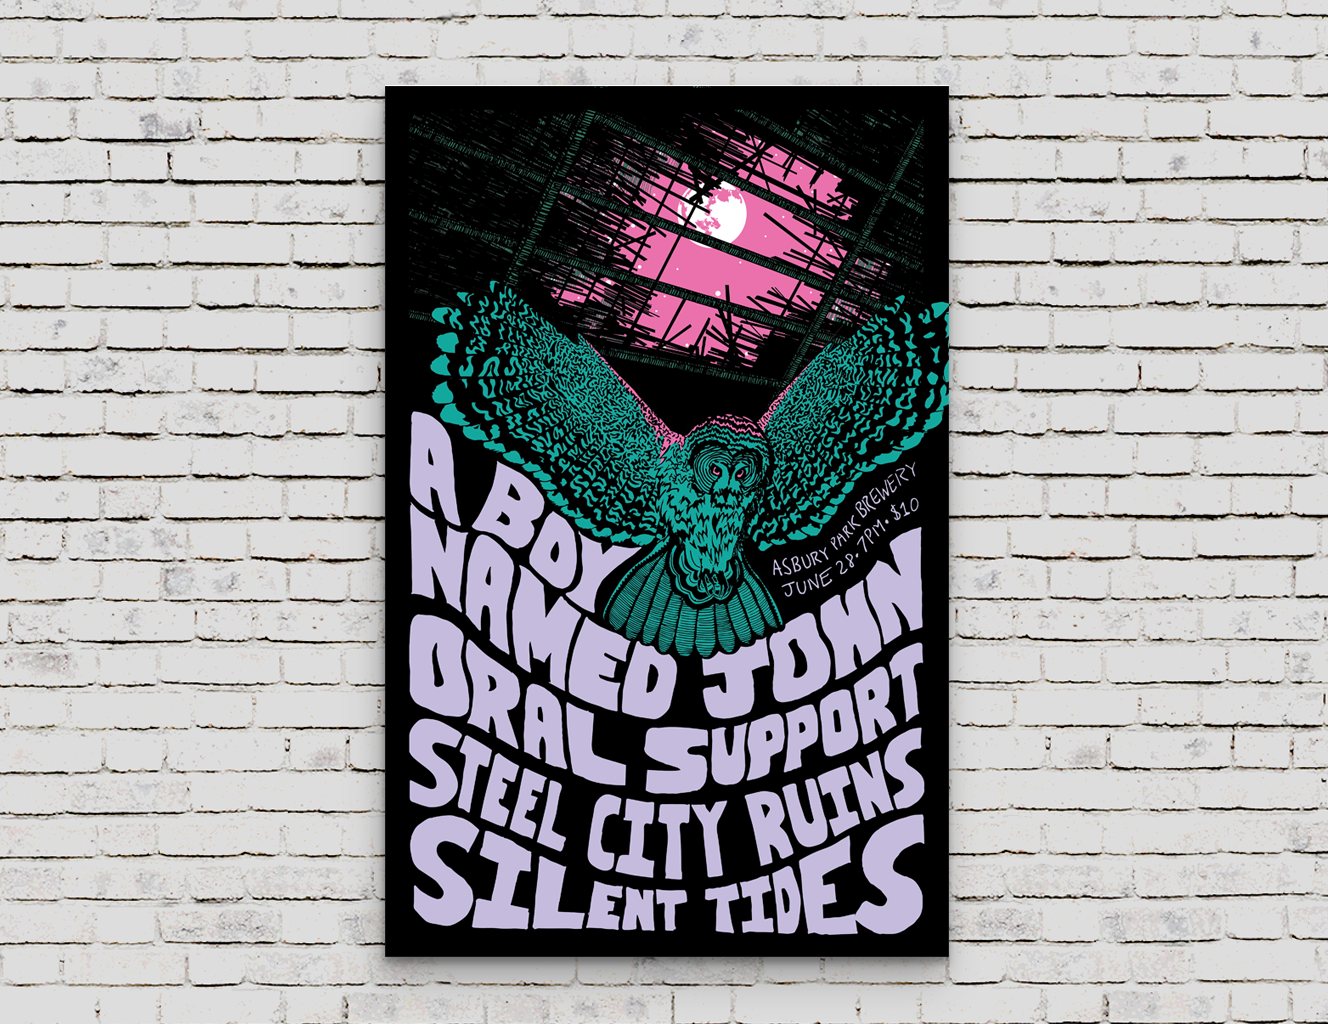 A BOY
NAMED JOHN
ORAL SUPPORT
STEEL CITY RUINS
SILENT TIDES
ASBURY PARK BREWERY
JUNE 28 • 7PM • $10